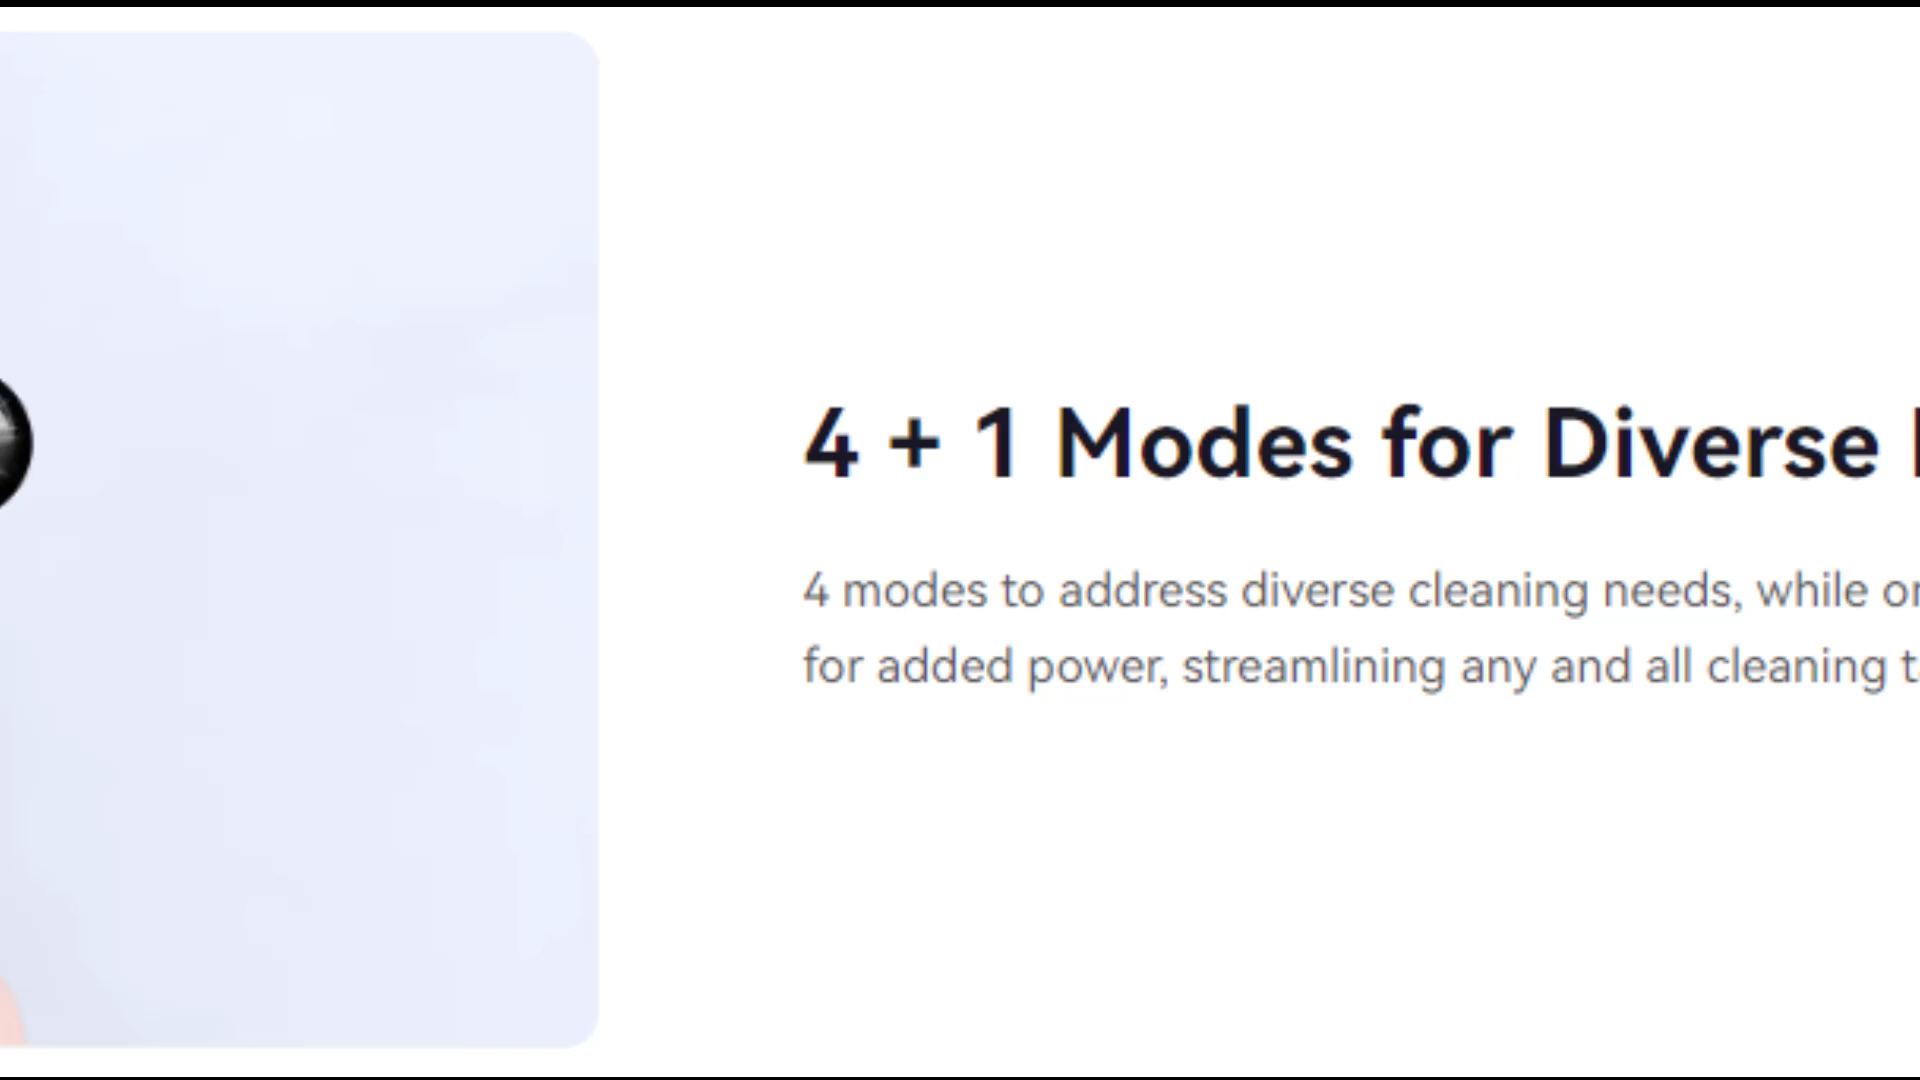 4 + 1 Modes for Diverse
4 modes to address diverse cleaning needs, while
for added power, streamlining any and all cleaning